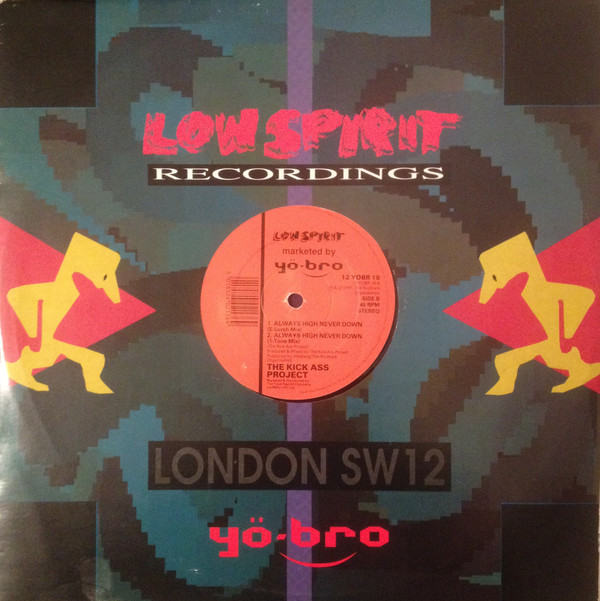 LOW SPIRIT
RECORDINGS
LOW SPIRIT
marketed by
yö-bro
12 YOBR 18
SIDE B
45 RPM
STEREO
1. ALWAYS HIGH NEVER DOWN
2. ALWAYS HIGH NEVER DOWN
THE KICK ASS
PROJECT
LONDON SW12
yö-bro